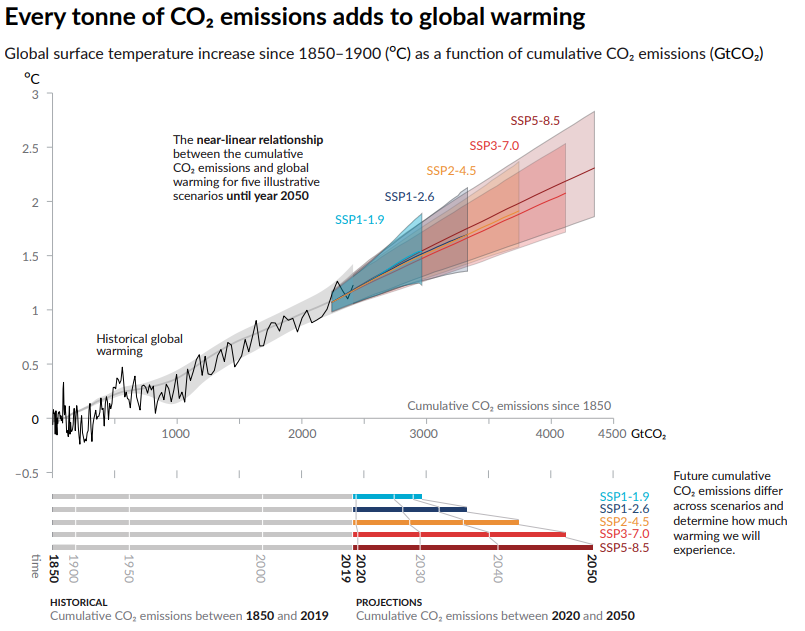 Every tonne of CO₂ emissions adds to global warming
Global surface temperature increase since 1850–1900 (°C) as a function of cumulative CO₂ emissions (GtCO₂)
°C
3
2.5
2
1.5
1
0.5
0
–0.5
The near-linear relationship
between the cumulative
CO₂ emissions and global
warming for five illustrative
scenarios until year 2050
SSP5-8.5
SSP3-7.0
SSP2-4.5
SSP1-2.6
SSP1-1.9
Historical global
warming
Cumulative CO₂ emissions since 1850
1000
2000
3000
4000
4500 GtCO₂
SSP1-1.9
SSP1-2.6
SSP2-4.5
SSP3-7.0
SSP5-8.5
Future cumulative
CO₂ emissions differ
across scenarios and
determine how much
warming we will
experience.
time
1850
1900
1950
2000
2019
2020
2030
2040
2050
HISTORICAL
Cumulative CO₂ emissions between 1850 and 2019
PROJECTIONS
Cumulative CO₂ emissions between 2020 and 2050